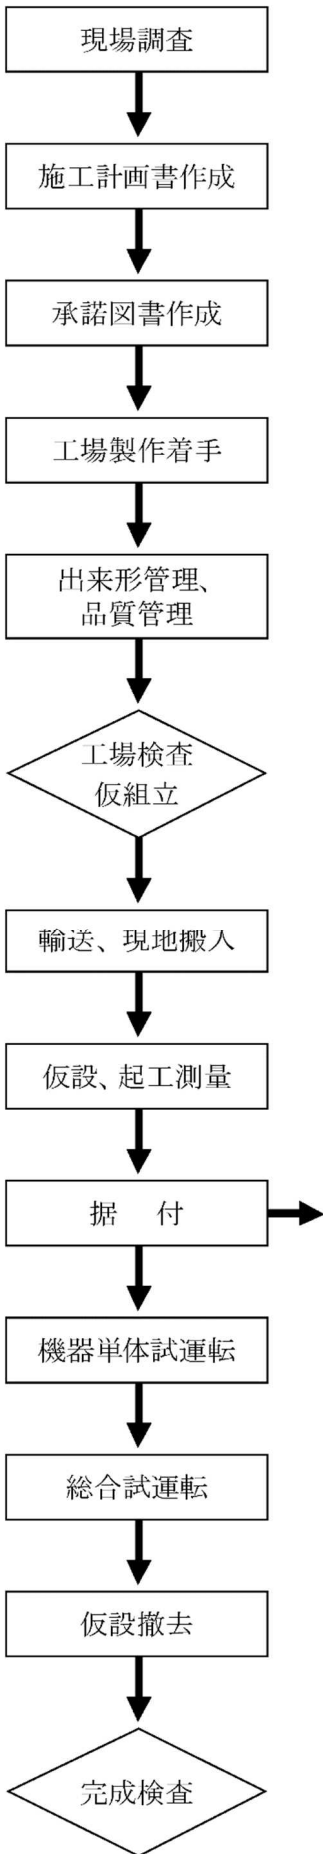 現場調査
施工計画書作成
承諾図書作成
工場製作着手
出来形管理、
品質管理
工場検査
仮組立
輸送、現地搬入
仮設、起工測量
据　付
機器単体試運転
総合試運転
仮設撤去
完成検査